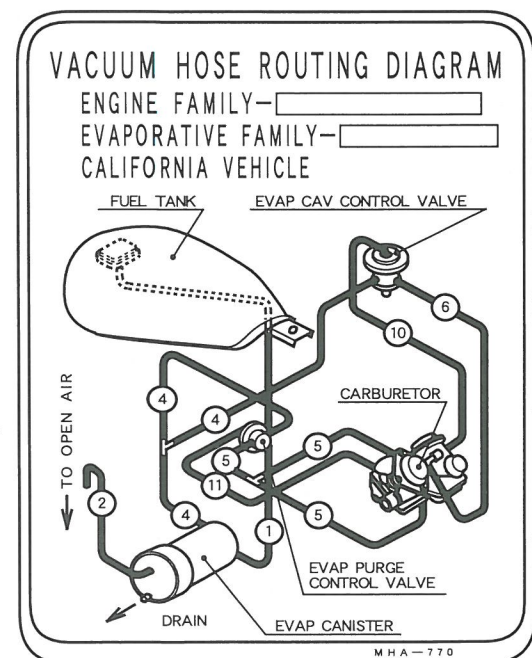 VACUUM HOSE ROUTING DIAGRAM
ENGINE FAMILY—
EVAPORATIVE FAMILY—
CALIFORNIA VEHICLE
FUEL TANK
EVAP CAV CONTROL VALVE
6
10
4
4
CARBURETOR
TO OPEN AIR
5
5
11
2
4
1
5
EVAP PURGE
CONTROL VALVE
DRAIN
EVAP CANISTER
MHA—770